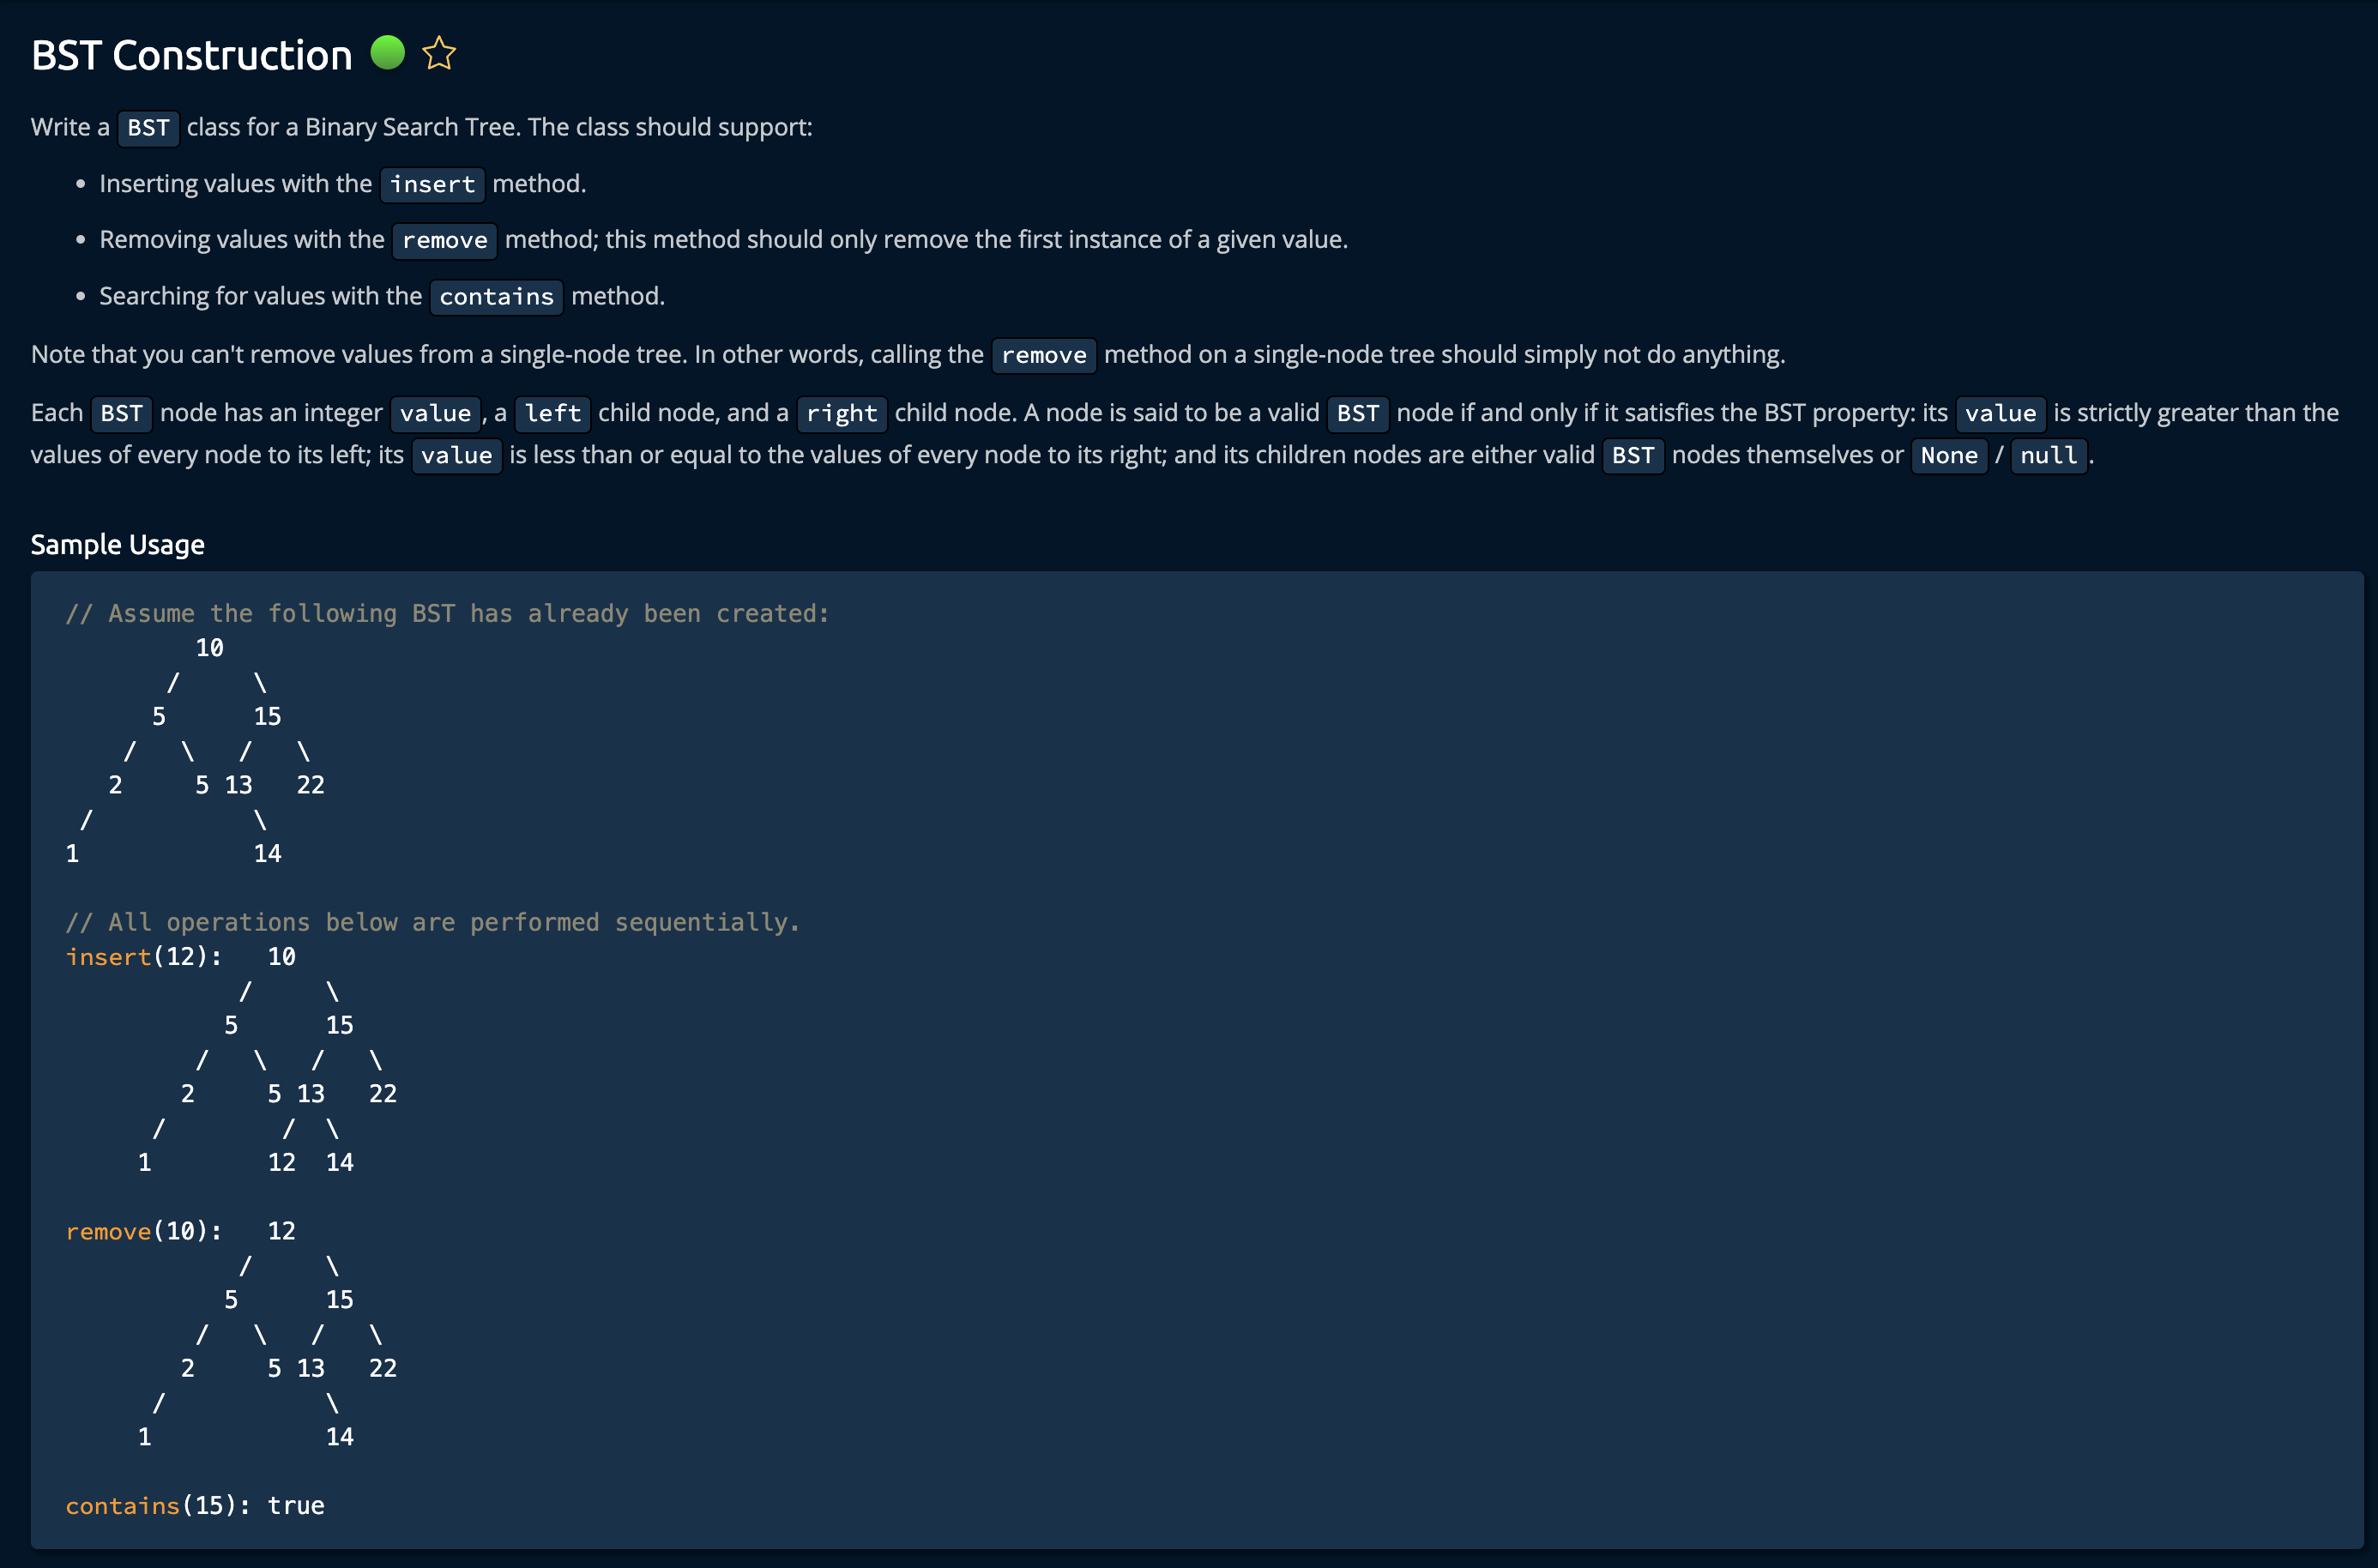 BST Construction
Write a BST class for a Binary Search Tree. The class should support:
• Inserting values with the insert method.
• Removing values with the remove method; this method should only remove the first instance of a given value.
• Searching for values with the contains method.
Note that you can't remove values from a single-node tree. In other words, calling the remove method on a single-node tree should simply not do anything.
Each BST node has an integer value, a left child node, and a right child node. A node is said to be a valid BST node if and only if it satisfies the BST property: its value is strictly greater than the
values of every node to its left; its value is less than or equal to the values of every node to its right; and its children nodes are either valid BST nodes themselves or None / null.
Sample Usage
// Assume the following BST has already been created:
         10
       /     \
      5      15
    /   \   /   \
   2     5 13   22
 /           \
1            14
// All operations below are performed sequentially.
insert(12):   10
            /     \
           5      15
         /   \   /   \
        2     5 13   22
      /        /  \
     1        12  14
remove(10):   12
            /     \
           5      15
         /   \   /   \
        2     5 13   22
      /           \
     1            14
contains(15): true